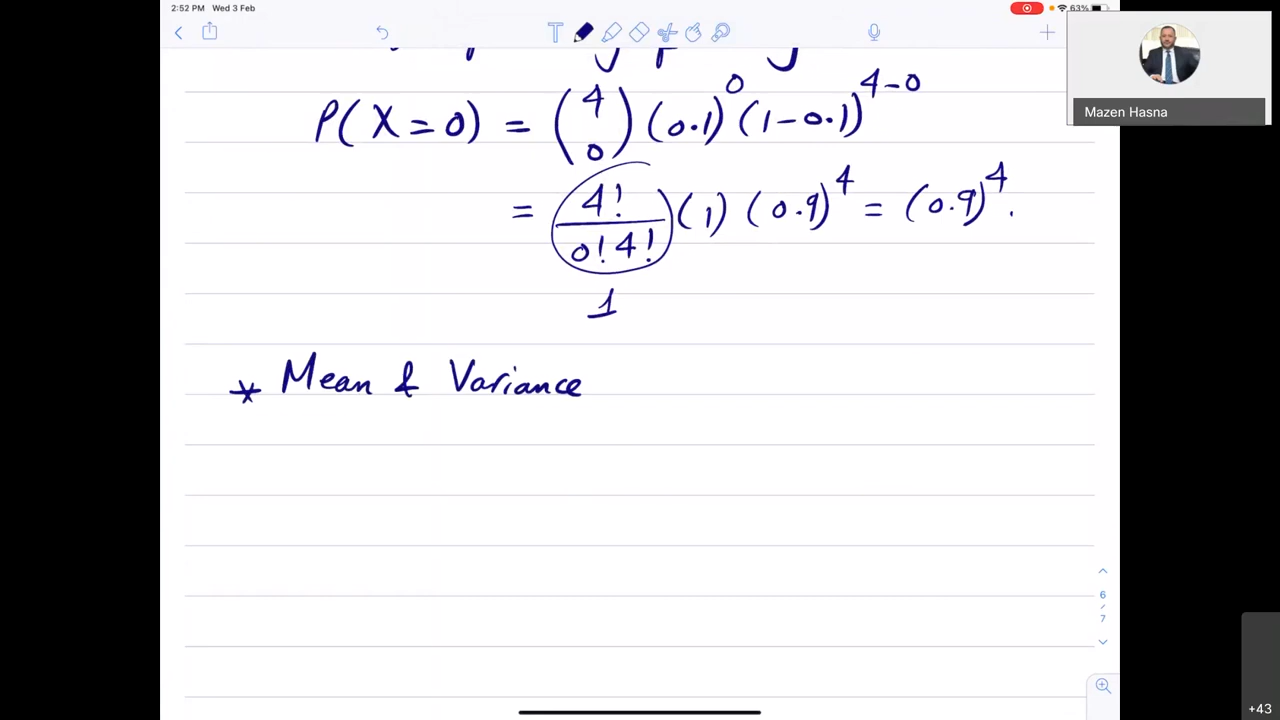 2:52 PM Wed 3 Feb
63%
Mazen Hasna
P(X=0) = (4 0) (0.1)^0 (1-0.1)^{4-0}
= 4!/0!4! (1) (0.9)^4 = (0.9)^4.
1
* Mean & Variance
6
/
7
+43